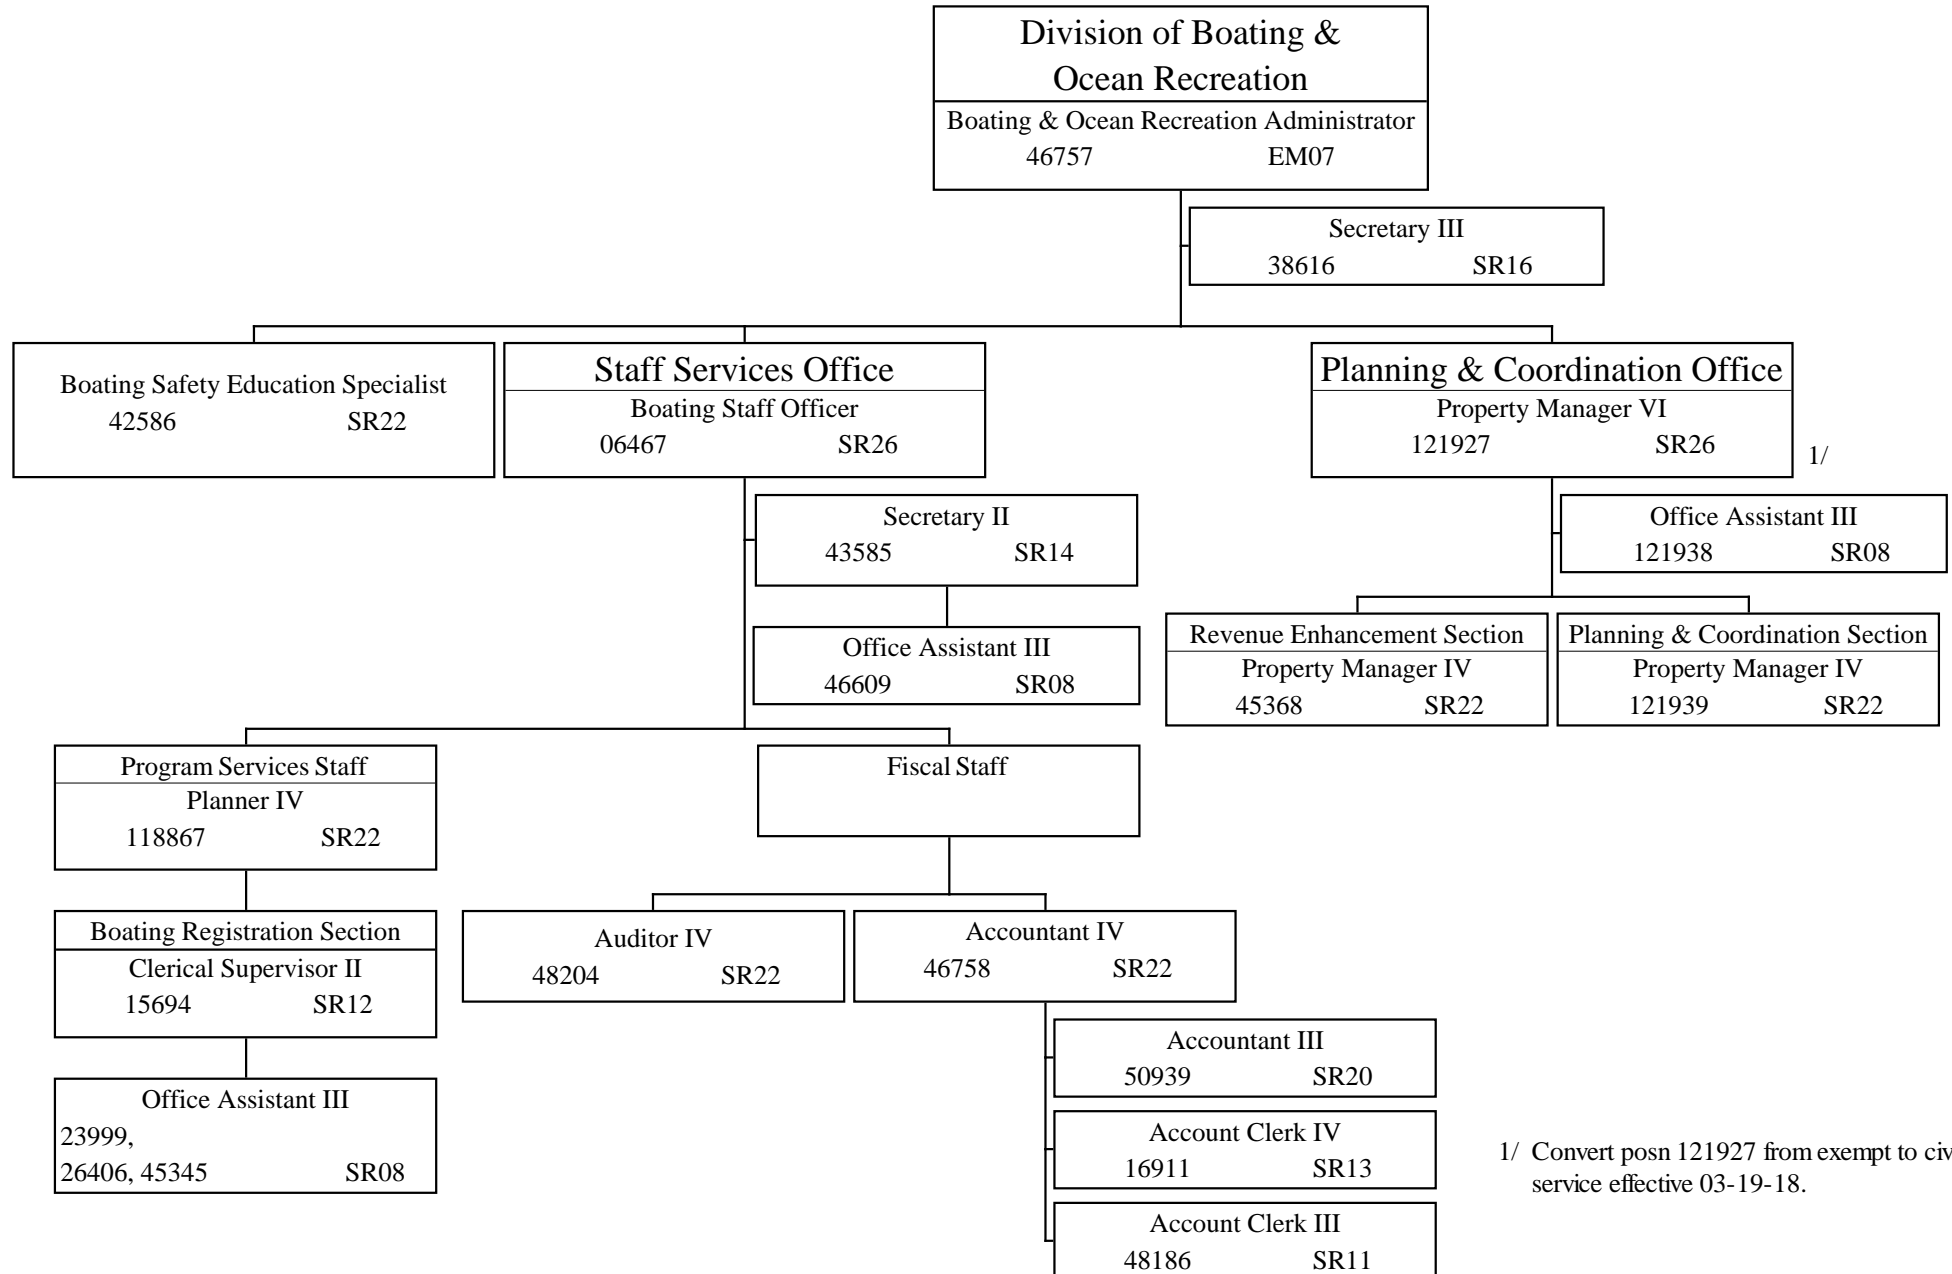 Division of Boating &
Ocean Recreation
Boating & Ocean Recreation Administrator
46757 EM07
Secretary III
38616 SR16
Boating Safety Education Specialist
42586 SR22
Staff Services Office
Boating Staff Officer
06467 SR26
Planning & Coordination Office
Property Manager VI
121927 SR26
1/
Secretary II
43585 SR14
Office Assistant III
46609 SR08
Office Assistant III
121938 SR08
Revenue Enhancement Section
Property Manager IV
45368 SR22
Planning & Coordination Section
Property Manager IV
121939 SR22
Program Services Staff
Planner IV
118867 SR22
Fiscal Staff
Boating Registration Section
Clerical Supervisor II
15694 SR12
Auditor IV
48204 SR22
Accountant IV
46758 SR22
Office Assistant III
23999,
26406, 45345 SR08
Accountant III
50939 SR20
Account Clerk IV
16911 SR13
Account Clerk III
48186 SR11
1/ Convert posn 121927 from exempt to civ
service effective 03-19-18.